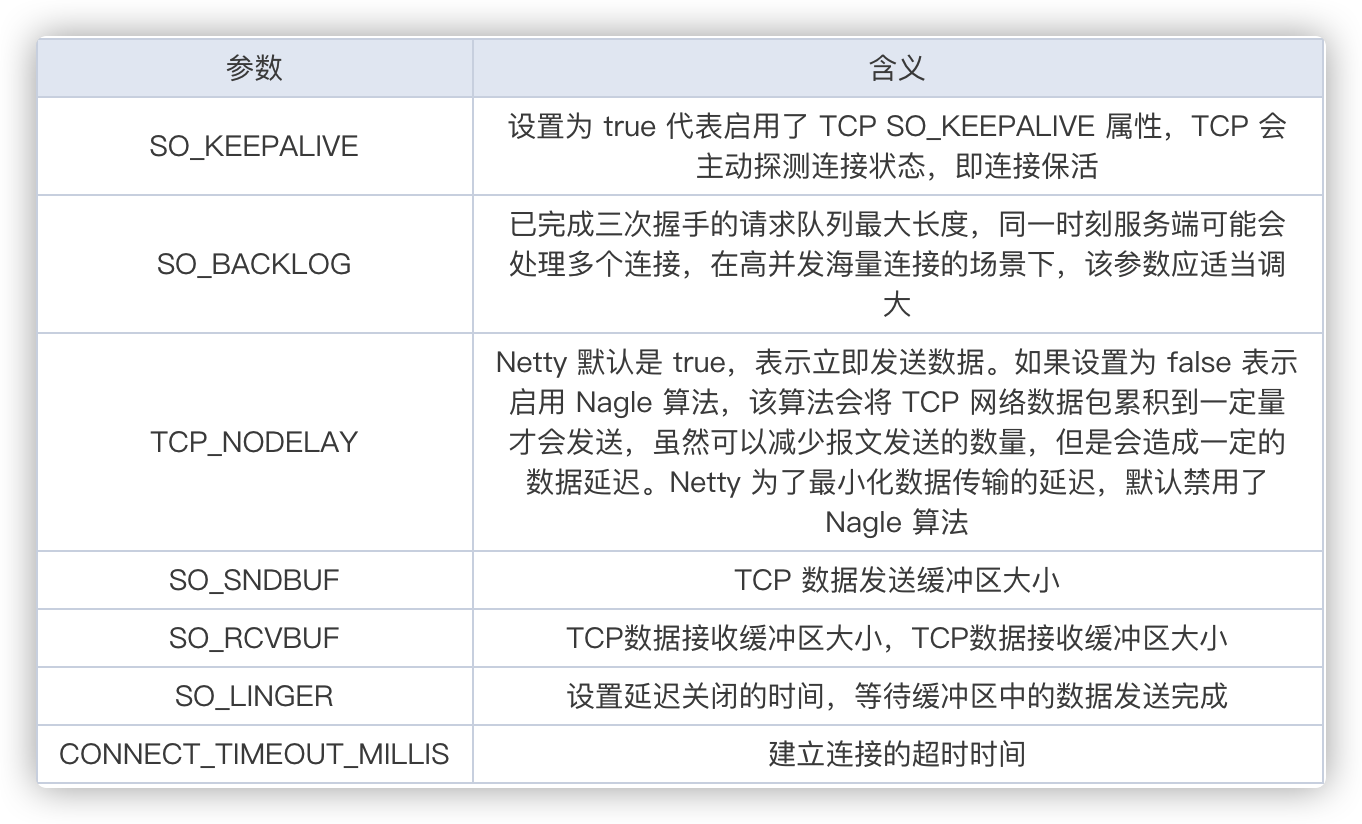 参数
含义
SO_KEEPALIVE
设置为 true 代表启用了 TCP SO_KEEPALIVE 属性，TCP 会
主动探测连接状态，即连接保活
SO_BACKLOG
已完成三次握手的请求队列最大长度，同一时刻服务端可能会
处理多个连接，在高并发海量连接的场景下，该参数应适当调
大
TCP_NODELAY
Netty 默认是 true，表示立即发送数据。如果设置为 false 表示
启用 Nagle 算法，该算法会将 TCP 网络数据包累积到一定量
才会发送，虽然可以减少报文发送的数量，但是会造成一定的
数据延迟。Netty 为了最小化数据传输的延迟，默认禁用了
Nagle 算法
SO_SNDBUF
TCP 数据发送缓冲区大小
SO_RCVBUF
TCP数据接收缓冲区大小，TCP数据接收缓冲区大小
SO_LINGER
设置延迟关闭的时间，等待缓冲区中的数据发送完成
CONNECT_TIMEOUT_MILLIS
建立连接的超时时间